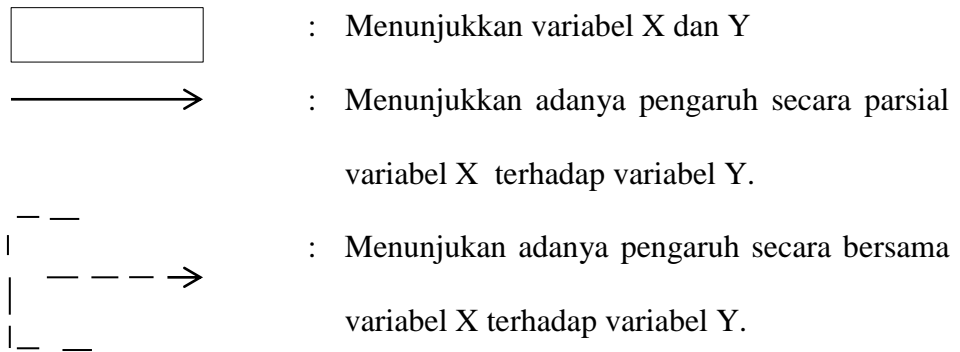 : Menunjukkan variabel X dan Y
: Menunjukkan adanya pengaruh secara parsial
variabel X terhadap variabel Y.
: Menunjukan adanya pengaruh secara bersama
variabel X terhadap variabel Y.